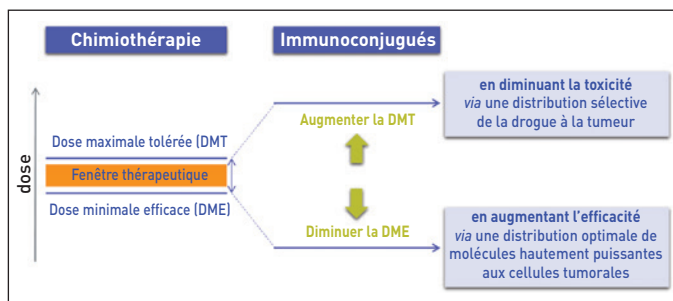 Chimiothérapie
Immunoconjugués
dose
Dose maximale tolérée (DMT
Fenêtre thérapeutique
Dose minimale efficace (DME)
Augmenter la DMT
Diminuer la DME
en diminuant la toxicité
via une distribution sélective
de la drogue à la tumeur
en augmentant l’efficacité
via une distribution optimale de
molécules hautement puissantes
aux cellules tumorales